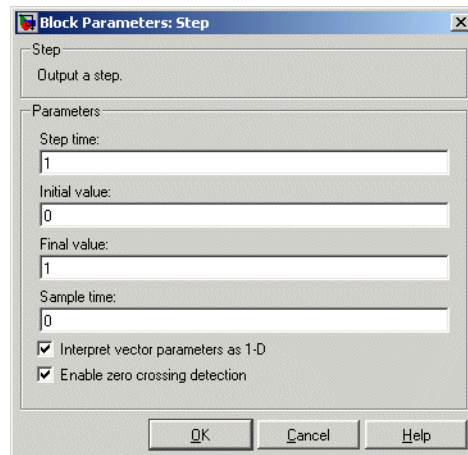 Block Parameters: Step
Step
Output a step.
Parameters
Step time:
1
Initial value:
0
Final value:
1
Sample time:
0
Interpret vector parameters as 1-D
Enable zero crossing detection
OK Cancel Help